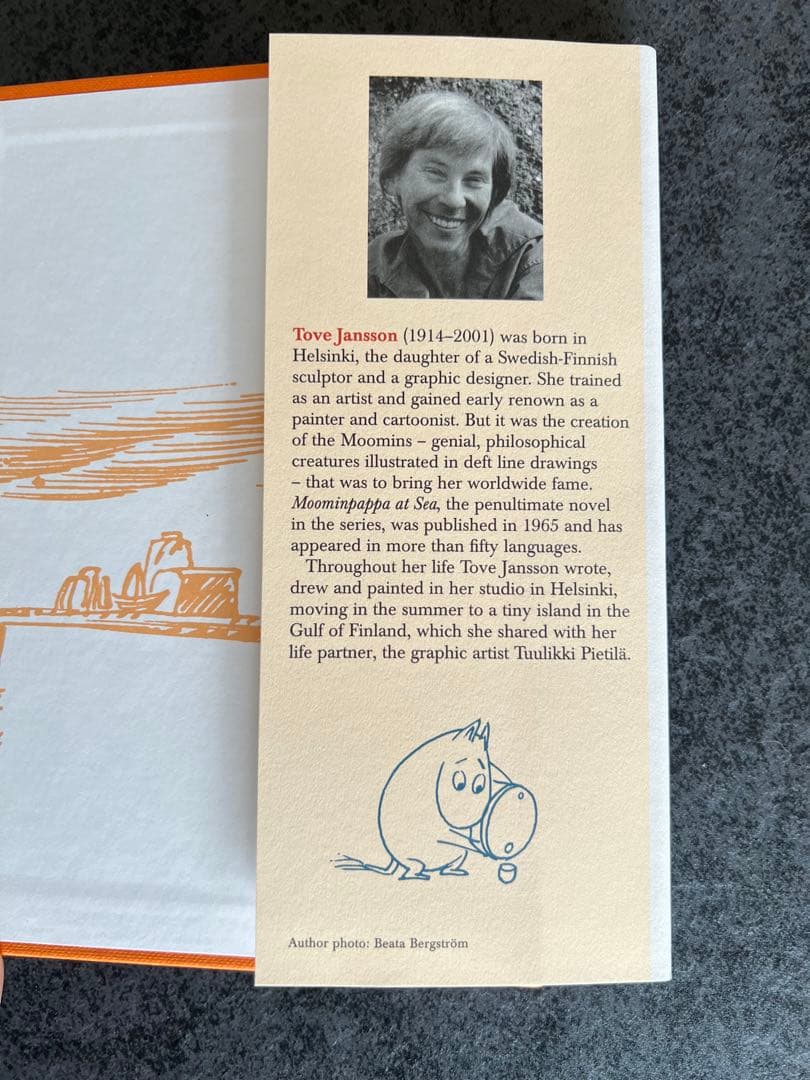 Tove Jansson (1914–2001) was born in
Helsinki, the daughter of a Swedish-Finnish
sculptor and a graphic designer. She trained
as an artist and gained early renown as a
painter and cartoonist. But it was the creation
of the Moomins – genial, philosophical
creatures illustrated in deft line drawings
– that was to bring her worldwide fame.
Moominpappa at Sea, the penultimate novel
in the series, was published in 1965 and has
appeared in more than fifty languages.
Throughout her life Tove Jansson wrote,
drew and painted in her studio in Helsinki,
moving in the summer to a tiny island in the
Gulf of Finland, which she shared with her
life partner, the graphic artist Tuulikki Pietilä.
Author photo: Beata Bergström